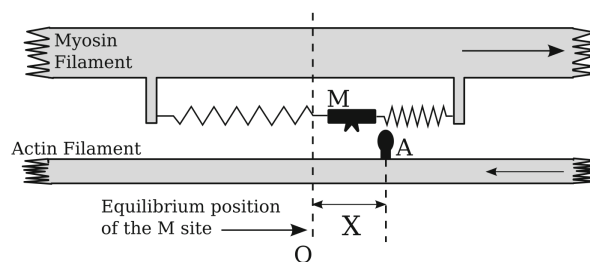 Myosin
Filament
M
Actin Filament
A
Equilibrium position
of the M site
X
O